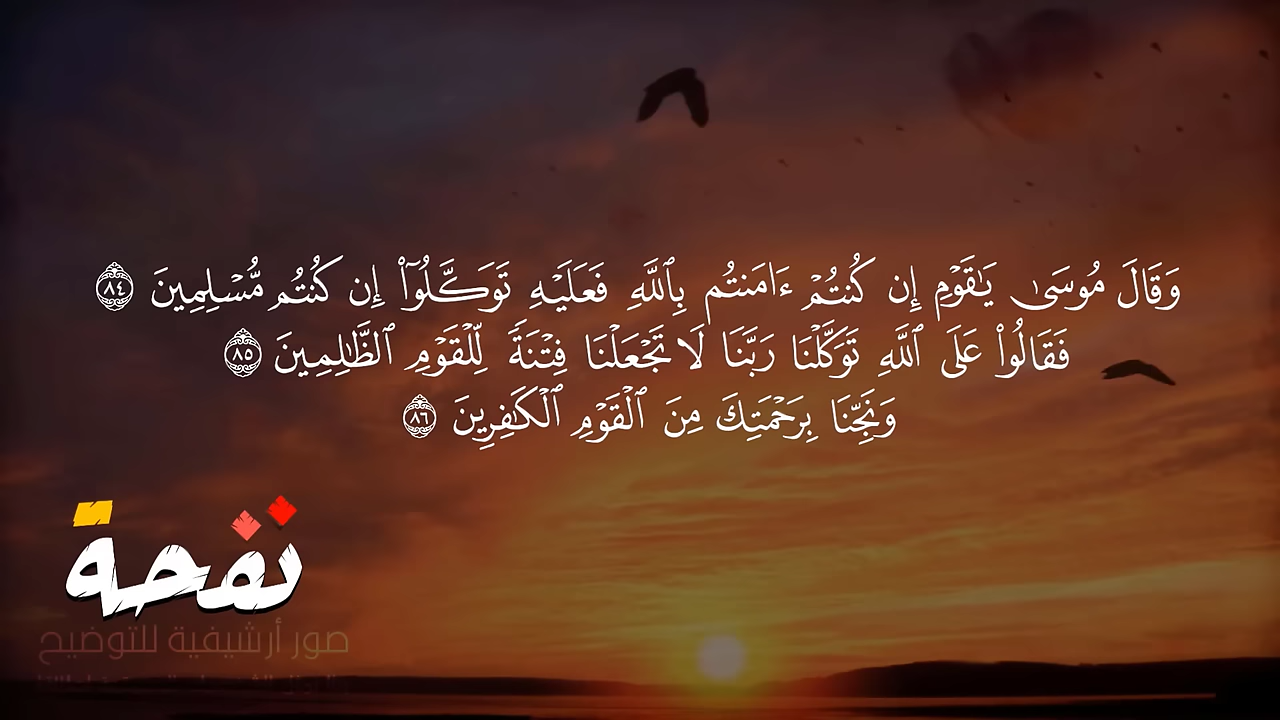 وَقَالَ مُوسَىٰ يَـٰقَوْمِ إِن كُنتُمْ ءَامَنتُم بِٱللَّهِ فَعَلَيْهِ تَوَكَّلُوٓا۟ إِن كُنتُم مُّسْلِمِينَ ٨٤
فَقَالُوا۟ عَلَى ٱللَّهِ تَوَكَّلْنَا رَبَّنَا لَا تَجْعَلْنَا فِتْنَةً لِّلْقَوْمِ ٱلظَّـٰلِمِينَ ٨٥
وَنَجِّنَا بِرَحْمَتِكَ مِنَ ٱلْقَوْمِ ٱلْكَـٰفِرِينَ ٨٦
نفحة
صور أرشيفية للتوضيح